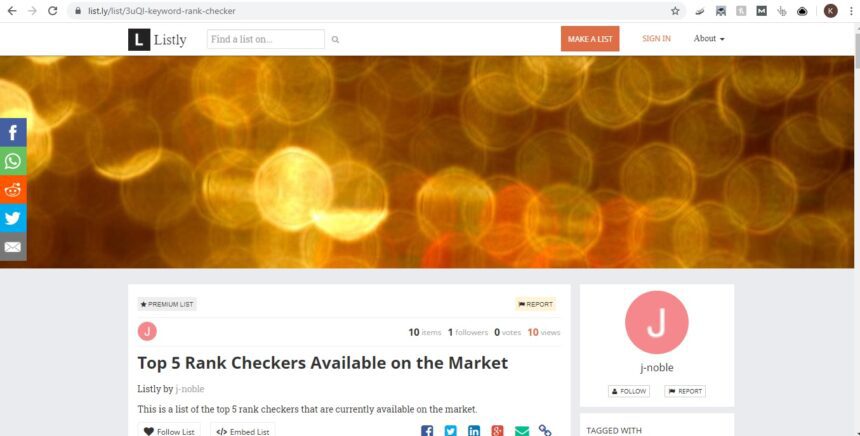 list.ly/list/3uQl-keyword-rank-checker
K
L Listly
Find a list on...
MAKE A LIST
SIGN IN
About
PREMIUM LIST
REPORT
J
10 items 1 followers 0 votes 10 views
Top 5 Rank Checkers Available on the Market
Listly by j-noble
This is a list of the top 5 rank checkers that are currently available on the market.
Follow List
Embed List
J
j-noble
FOLLOW
REPORT
TAGGED WITH